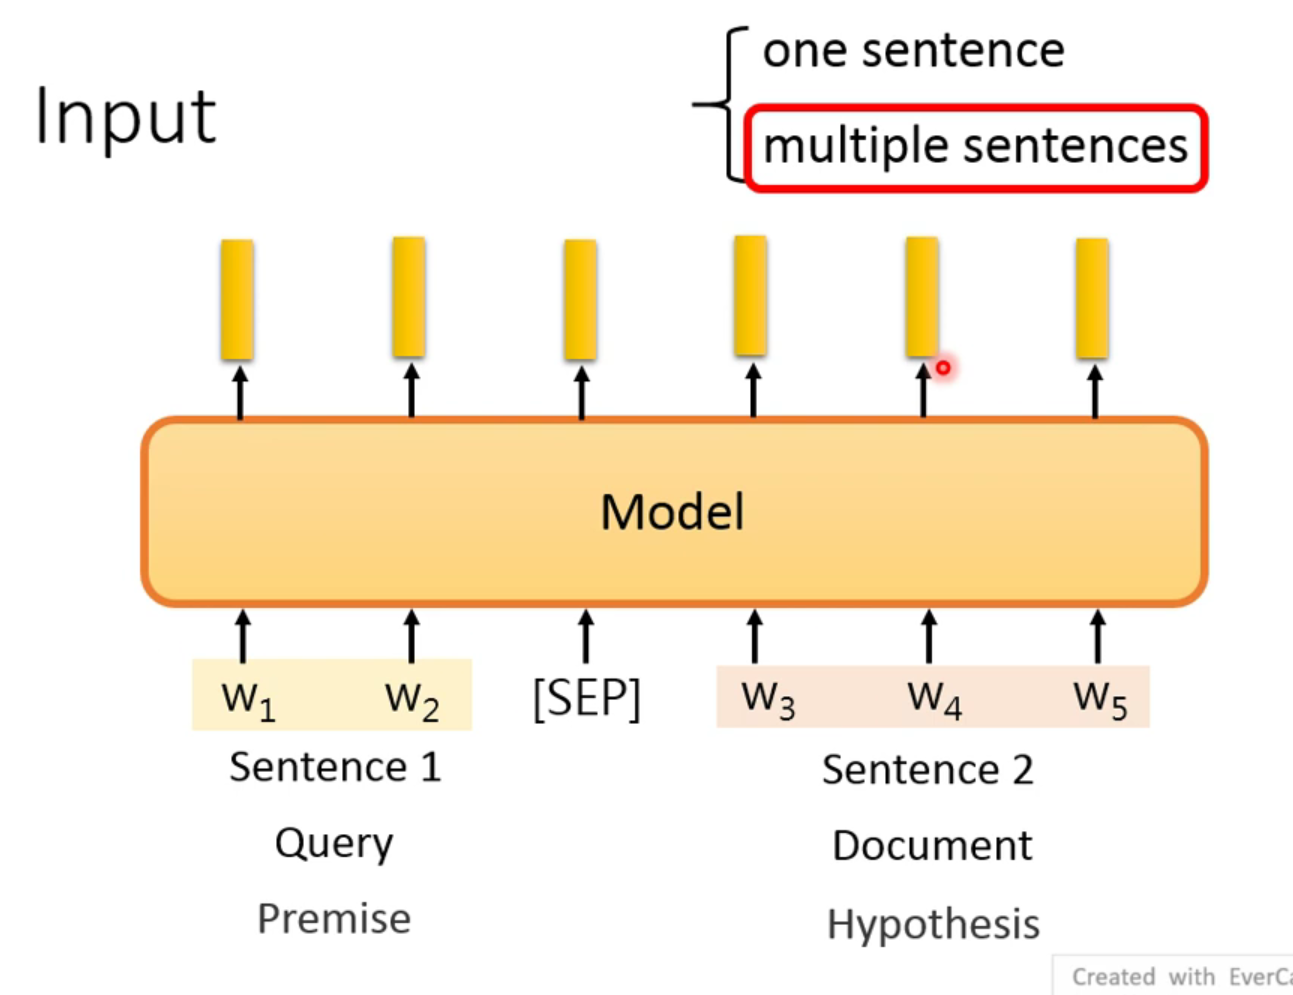 one sentence
Input
multiple sentences
Model
w1 w2 [SEP] w3 w4 w5
Sentence 1 Sentence 2
Query Document
Premise Hypothesis
Created with EverCa